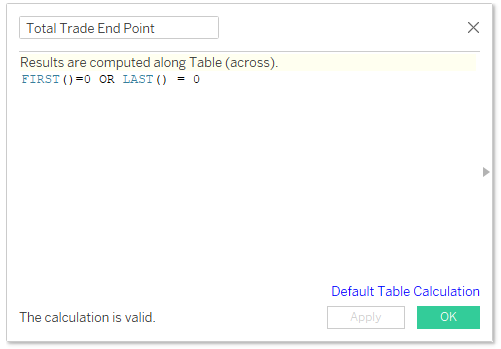 Total Trade End Point
Results are computed along Table (across).
FIRST()=0 OR LAST() = 0
Default Table Calculation
The calculation is valid.
Apply
OK